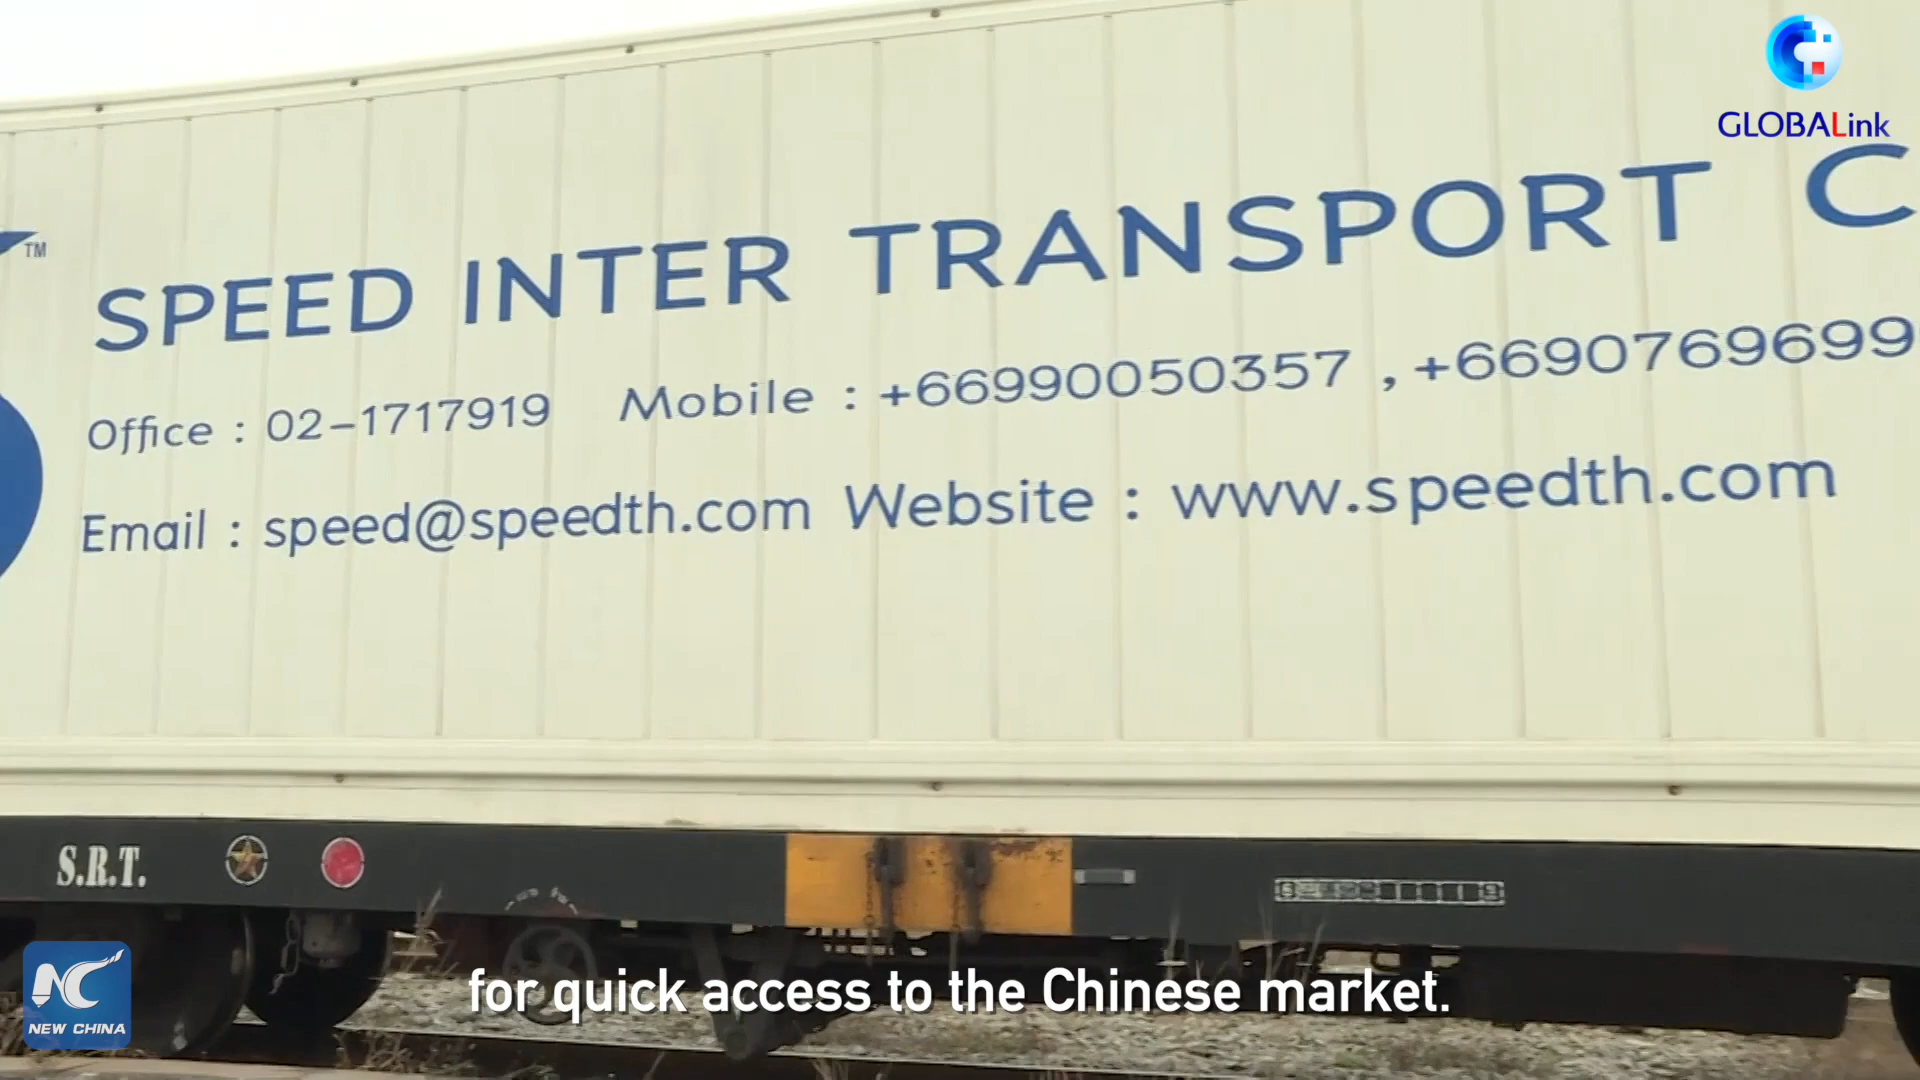 GLOBALink
TM
SPEED INTER TRANSPORT C
Office : 02-1717919 Mobile : +66990050357 , +6690769699
Email : speed@speedth.com Website : www.speedth.com
S.R.T.
for quick access to the Chinese market.
NEW CHINA